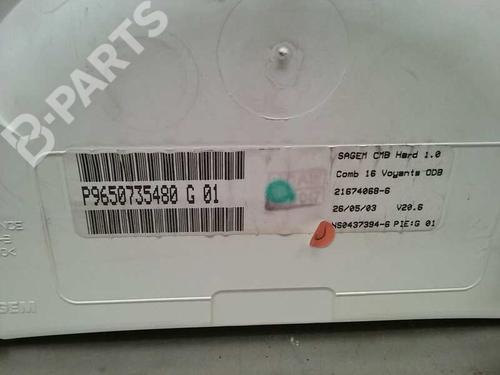 B-PARTS
P9650735480 G 01
SAGEM CMB Hard 1.0
Comb 16 Voyants ODB
21674068-6
26/05/03 V20.6
NS0437394-6 PIE:G 01